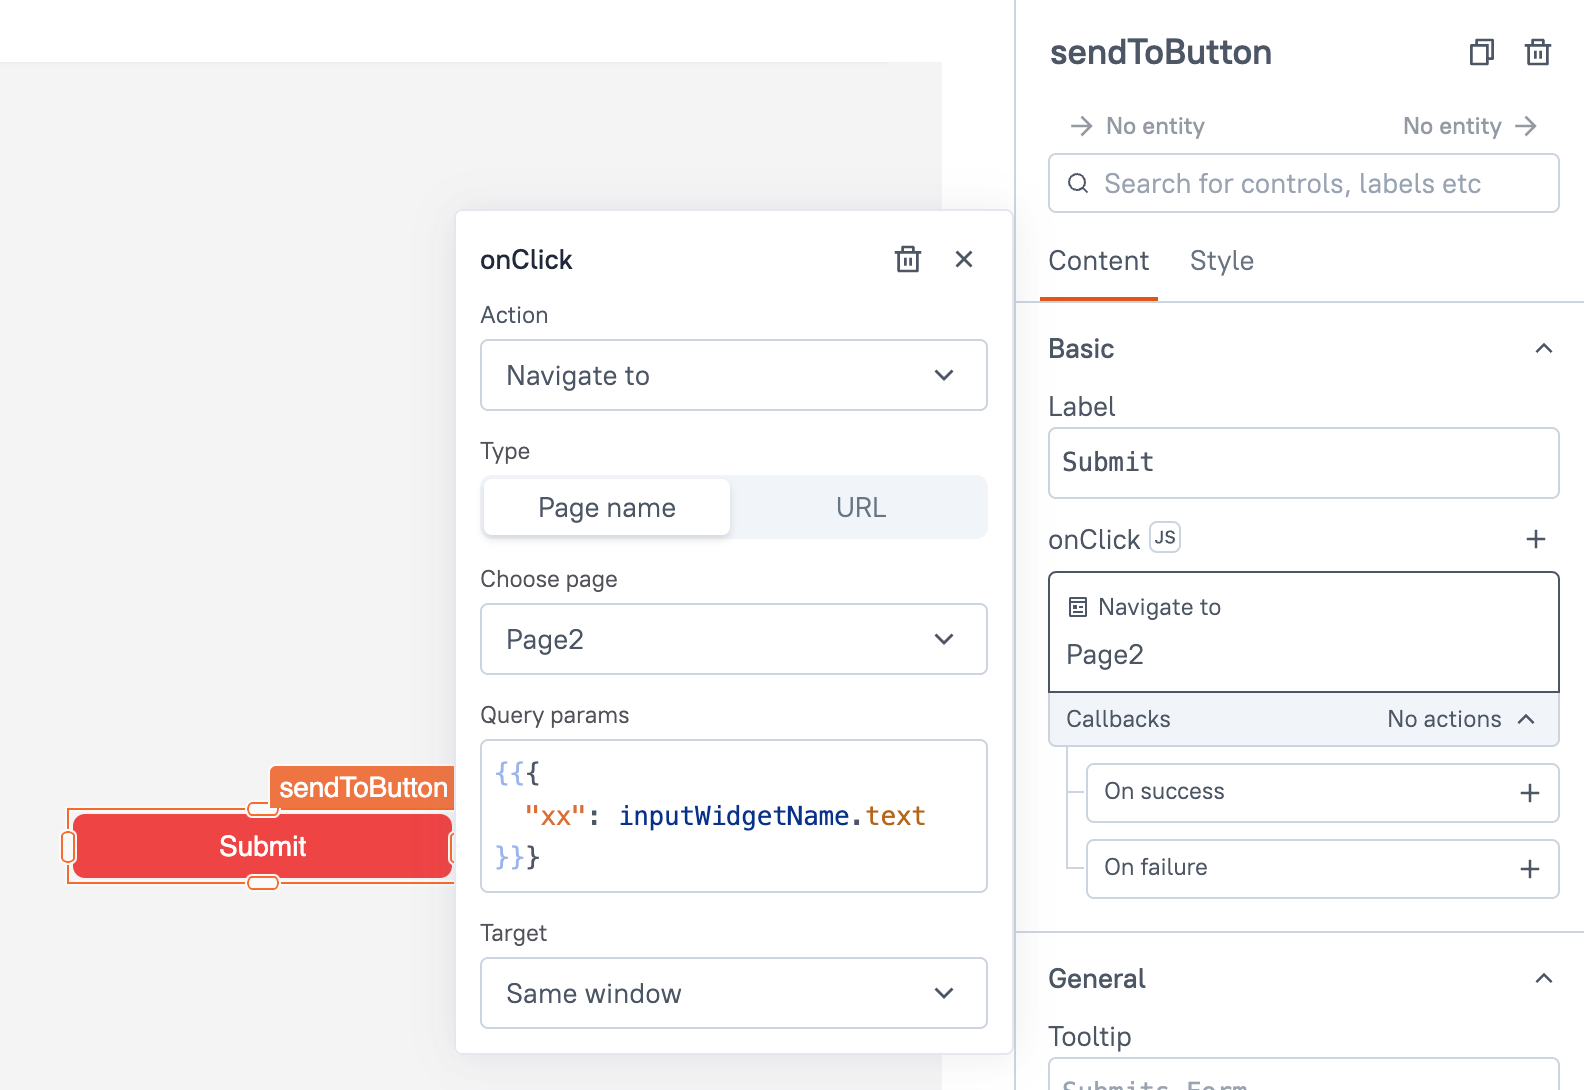 sendToButton
Submit
onClick
Action
Navigate to
Type
Page name URL
Choose page
Page2
Query params
{{{
"xx": inputWidgetName.text
}}}
Target
Same window
sendToButton
No entity No entity
Search for controls, labels etc
Content Style
Basic
Label
Submit
onClick JS
Navigate to
Page2
Callbacks No actions
On success
On failure
General
Tooltip
Submits Form